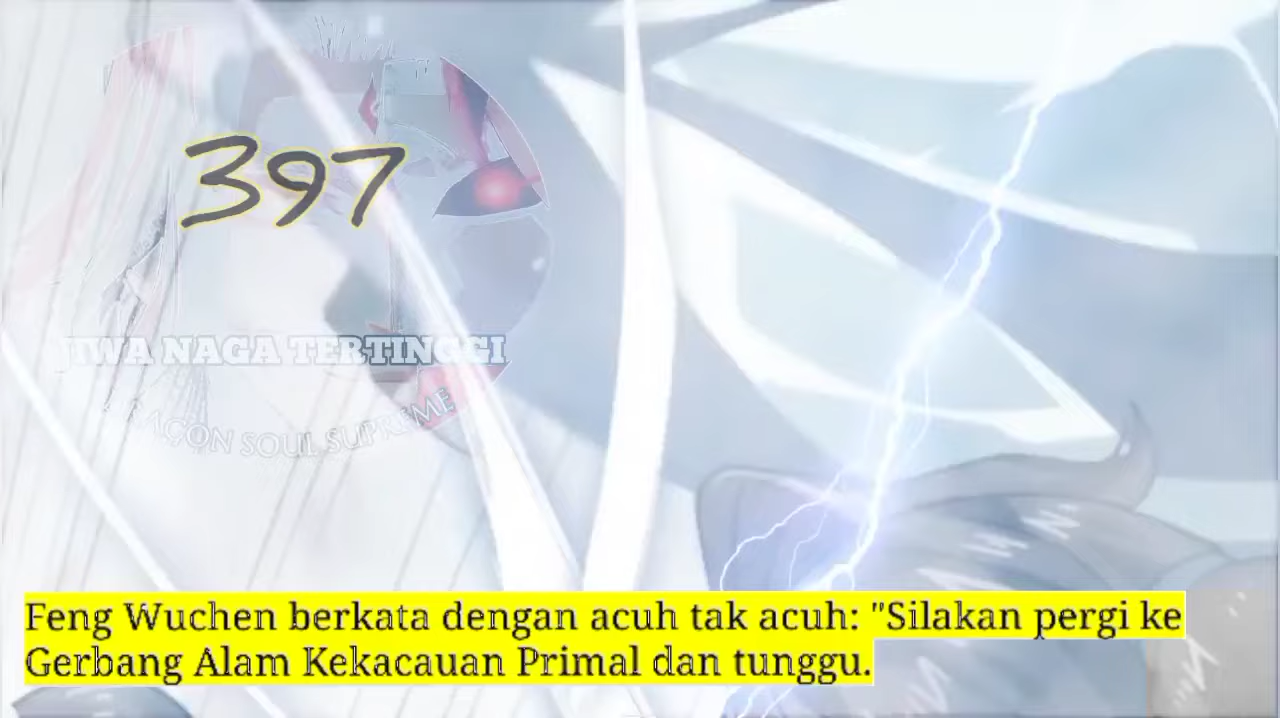 397
JIWA NAGA TERTINGGI
DRAGON SOUL SUPREME
Feng Wuchen berkata dengan acuh tak acuh: "Silakan pergi ke
Gerbang Alam Kekacauan Primal dan tunggu.